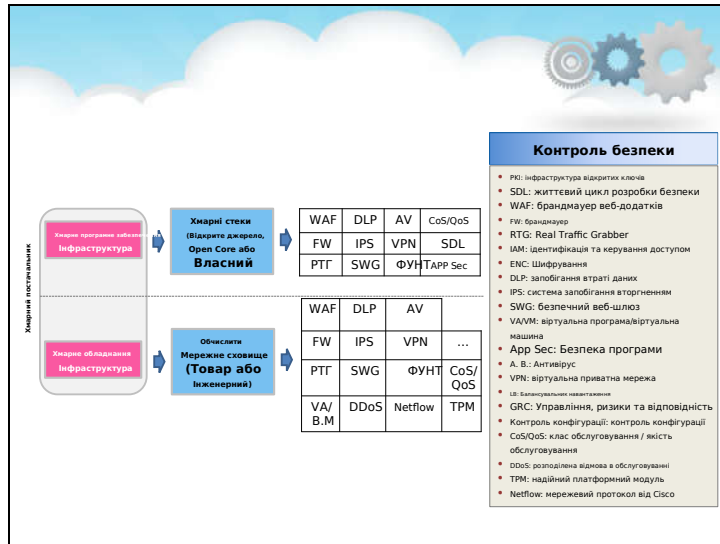 Контроль безпеки
Хмарний постачальник
Хмарне програмне забезпечення
Інфраструктура
Хмарні стеки
(Відкрите джерело,
Open Core або
Власний
WAF DLP AV CoS/QoS
FW IPS VPN SDL
РТГ SWG ФУНТ APP Sec
Хмарне обладнання
Інфраструктура
Обчислити
Мережне сховище
(Товар або
Інженерний)
WAF DLP AV
FW IPS VPN ...
РТГ SWG ФУНТ CoS/
QoS
VA/ DDoS Netflow TPM
В.М
PKI: інфраструктура відкритих ключів
SDL: життєвий цикл розробки безпеки
WAF: брандмауер веб-додатків
FW: брандмауер
RTG: Real Traffic Grabber
IAM: ідентифікація та керування доступом
ENC: Шифрування
DLP: запобігання втраті даних
IPS: система запобігання вторгненням
SWG: безпечний веб-шлюз
VA/VM: віртуальна програма/віртуальна
машина
App Sec: Безпека програми
А. В.: Антивірус
VPN: віртуальна приватна мережа
LB: Балансувальник навантаження
GRC: Управління, ризики та відповідність
Контроль конфігурації: контроль конфігурації
CoS/QoS: клас обслуговування / якість
обслуговування
DDoS: розподілена відмова в обслуговуванні
TPM: надійний платформний модуль
Netflow: мережевий протокол від Cisco